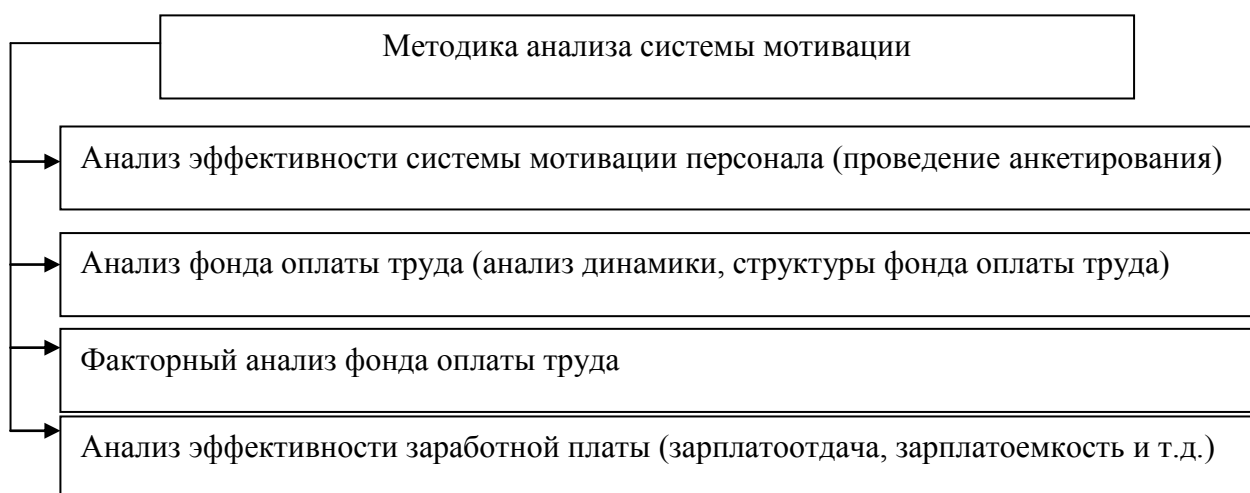 Методика анализа системы мотивации
Анализ эффективности системы мотивации персонала (проведение анкетирования)
Анализ фонда оплаты труда (анализ динамики, структуры фонда оплаты труда)
Факторный анализ фонда оплаты труда
Анализ эффективности заработной платы (зарплатоотдача, зарплатоемкость и т.д.)